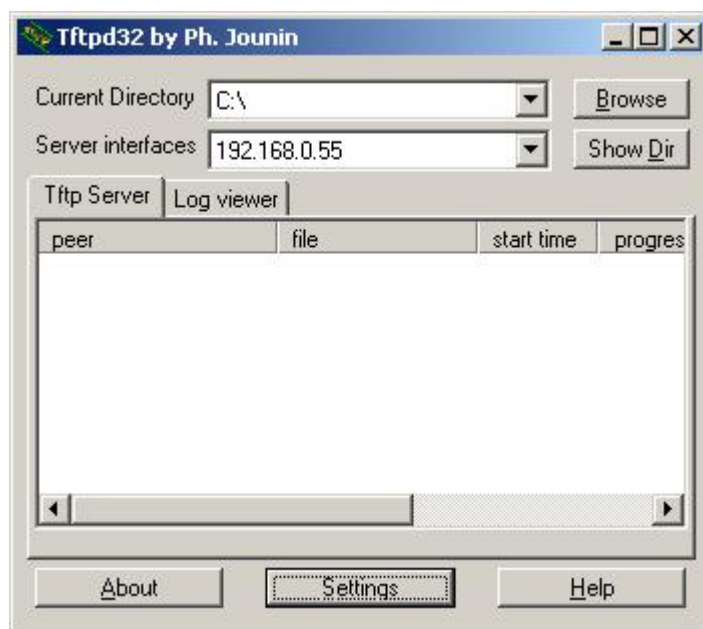 Tftpd32 by Ph. Jounin
Current Directory C:\ Browse
Server interfaces 192.168.0.55 Show Dir
Tftp Server Log viewer
peer file start time progres
About Settings Help